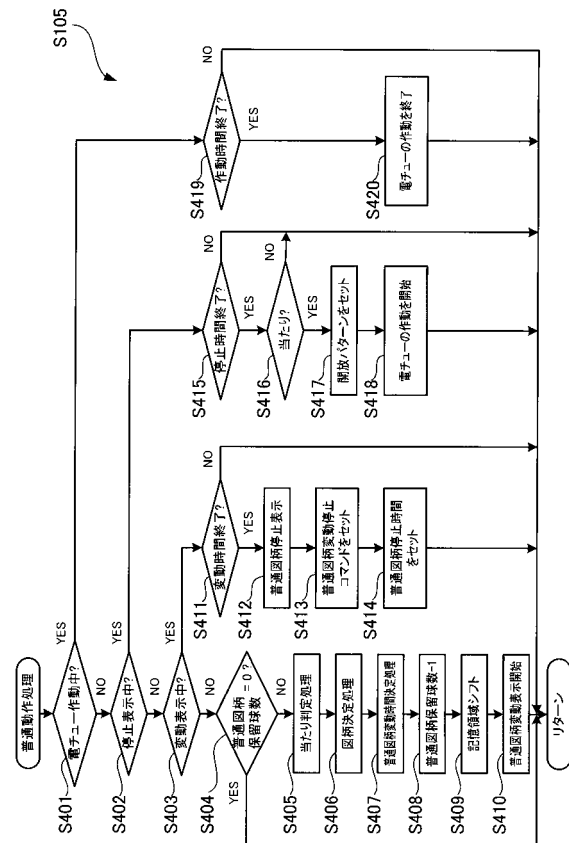 S105
普通動作処理
S401
電チュー作動中?
YES
NO
S402
停止表示中?
YES
NO
S403
変動表示中?
YES
NO
S404
普通図柄
保留球数
= 0 ?
YES
NO
S405
当たり判定処理
S406
図柄決定処理
S407
普通図柄変動時間決定処理
S408
普通図柄保留球数-1
S409
記憶領域シフト
S410
普通図柄変動表示開始
S411
変動時間終了?
NO
YES
S412
普通図柄停止表示
S413
普通図柄変動停止
コマンドをセット
S414
普通図柄停止時間
をセット
S415
停止時間終了?
NO
YES
S416
当たり?
NO
YES
S417
開放パターンをセット
S418
電チューの作動を開始
S419
作動時間終了?
NO
YES
S420
電チューの作動を終了
リターン